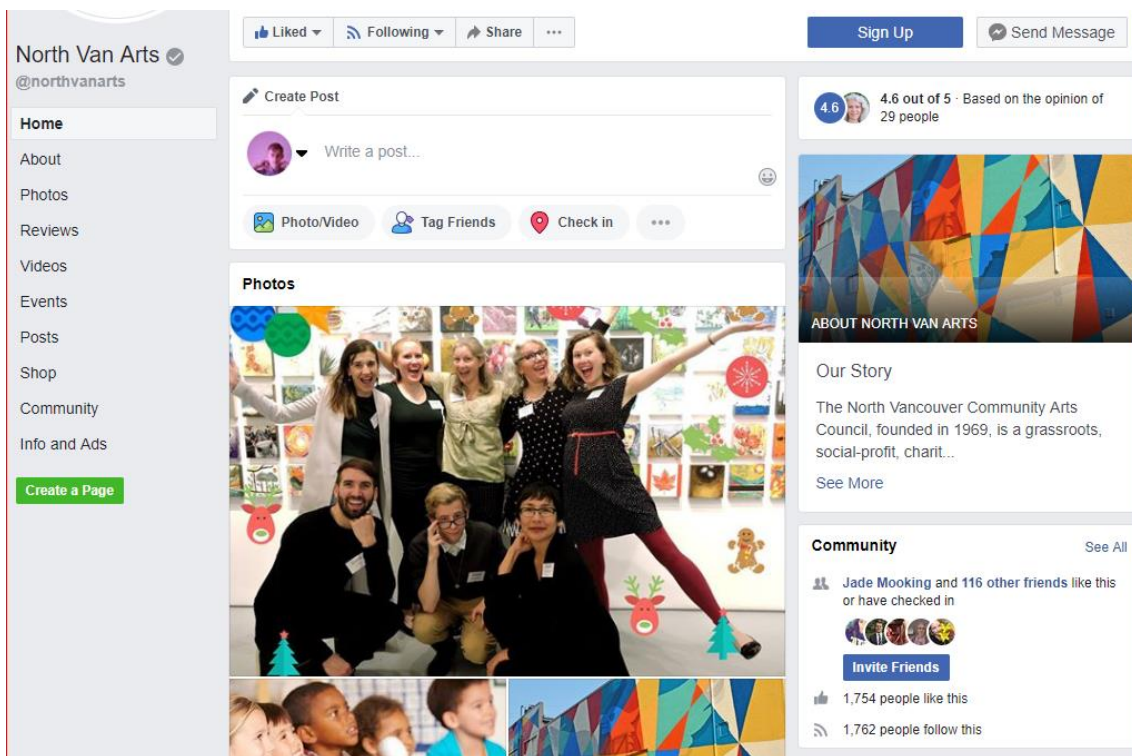 North Van Arts
@northvanarts
Home
About
Photos
Reviews
Videos
Events
Posts
Shop
Community
Info and Ads
Create a Page
Liked
Following
Share
...
Sign Up
Send Message
Create Post
Write a post...
Photo/Video
Tag Friends
Check in
...
Photos
4.6
4.6 out of 5 · Based on the opinion of
29 people
ABOUT NORTH VAN ARTS
Our Story
The North Vancouver Community Arts
Council, founded in 1969, is a grassroots,
social-profit, charit...
See More
Community
See All
Jade Mooking and 116 other friends like this
or have checked in
Invite Friends
1,754 people like this
1,762 people follow this